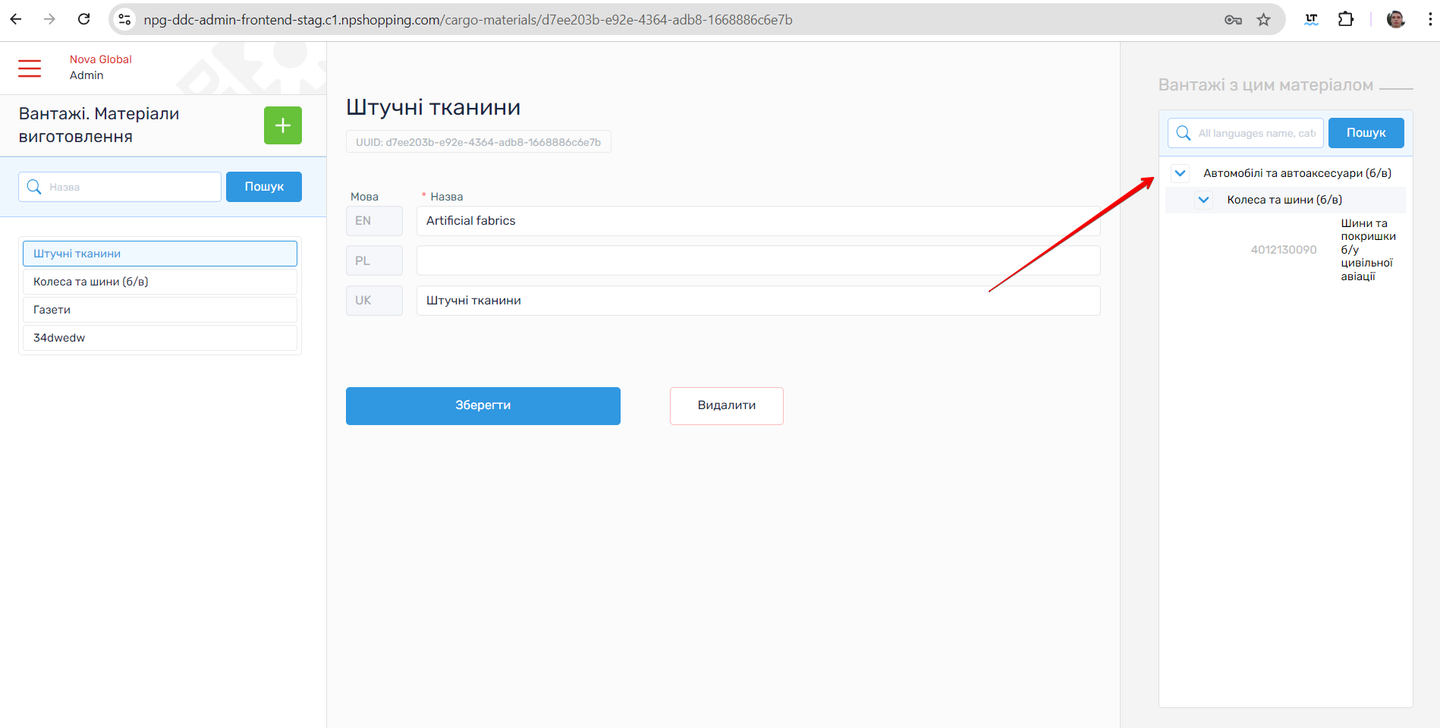 npg-ddc-admin-frontend-stag.c1.npshopping.com/cargo-materials/d7ee203b-e92e-4364-adb8-1668886c6e7b
LT
Nova Global
Admin
Вантажі. Матеріали
виготовлення
Назва
Пошук
Штучні тканини
Колеса та шини (б/в)
Газети
34dwedw
Штучні тканини
UUID: d7ee203b-e92e-4364-adb8-1668886c6e7b
Мова
* Назва
EN
Artificial fabrics
PL
UK
Штучні тканини
Зберегти
Видалити
Вантажі з цим матеріалом
All languages name, cat
Пошук
Автомобілі та автоаксесуари (б/в)
Колеса та шини (б/в)
4012130090
Шини та
покришки
б/у
цивільної
авіації